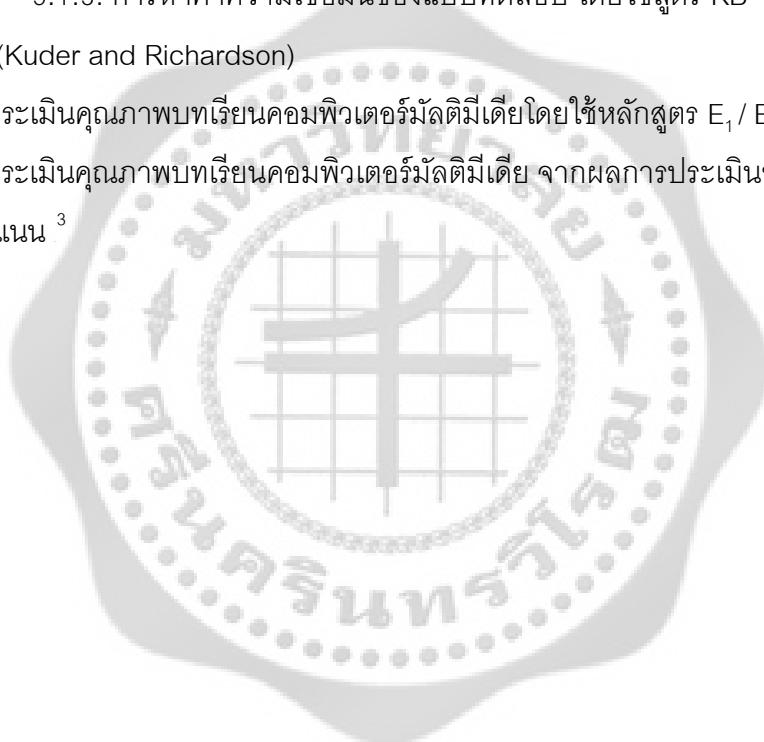 (Kuder and Richardson)
ระเมินคุณภาพบทเรียนคอมพิวเตอร์มัลติมีเดียโดยใช้หลักสูตร E₁ / E
ระเมินคุณภาพบทเรียนคอมพิวเตอร์มัลติมีเดีย จากผลการประเมิน
แนน ³
มหาวิทยาลัย
ศรีนครินทรวิโรฒ